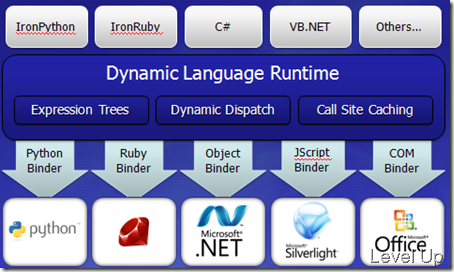 IronPython
IronRuby
C#
VB.NET
Others...
Dynamic Language Runtime
Expression Trees
Dynamic Dispatch
Call Site Caching
Python
Binder
Ruby
Binder
Object
Binder
JScript
Binder
COM
Binder
python
Microsoft
.NET
Microsoft
Silverlight
Microsoft
Office
Level Up